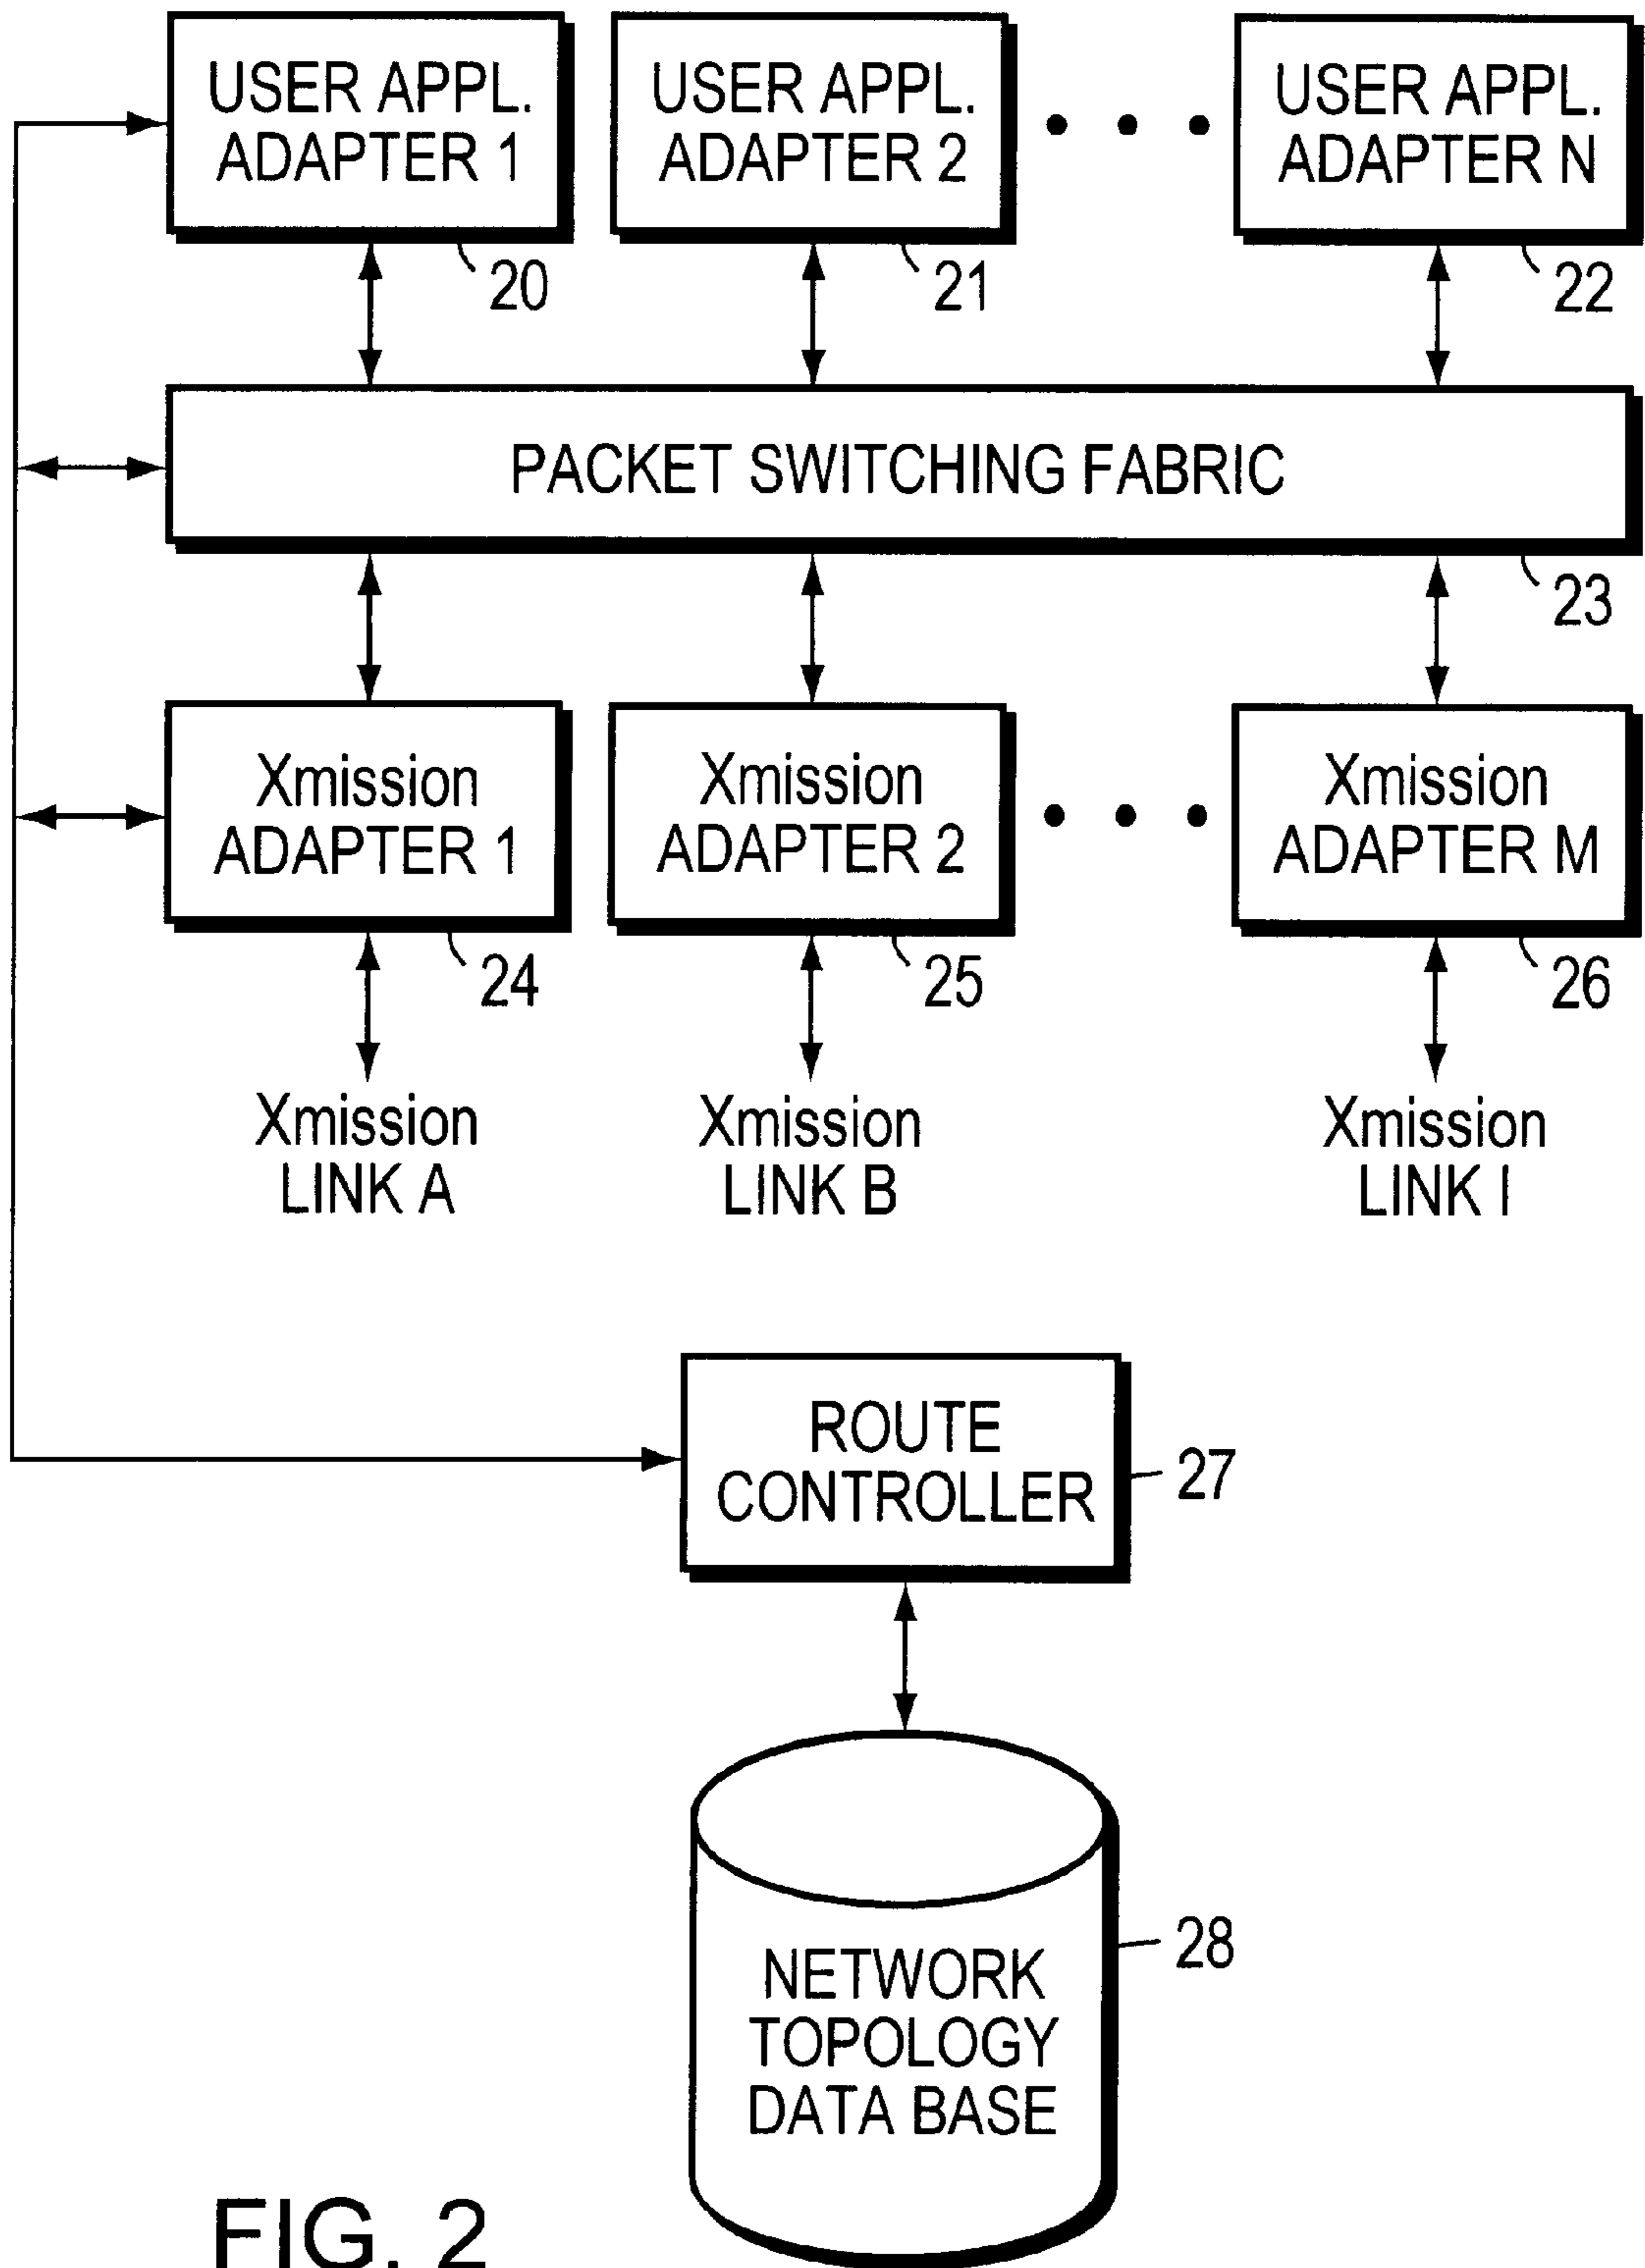 USER APPL.
ADAPTER 1
USER APPL.
ADAPTER 2
USER APPL.
ADAPTER N
20
21
22
PACKET SWITCHING FABRIC
23
Xmission
ADAPTER 1
Xmission
ADAPTER 2
Xmission
ADAPTER M
24
25
26
Xmission
LINK A
Xmission
LINK B
Xmission
LINK I
ROUTE
CONTROLLER
27
28
NETWORK
TOPOLOGY
DATA BASE
FIG. 2